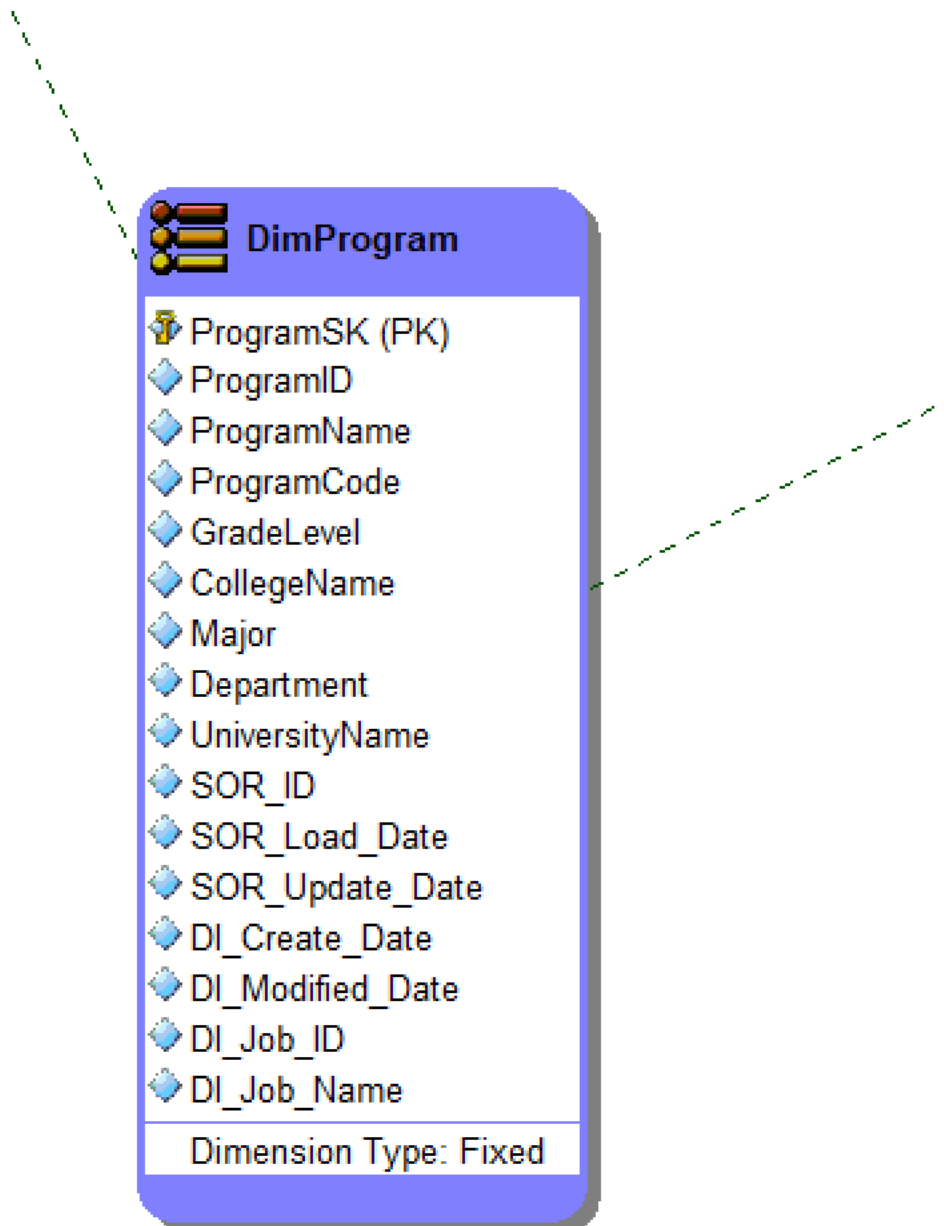 DimProgram
ProgramSK (PK)
ProgramID
ProgramName
ProgramCode
GradeLevel
CollegeName
Major
Department
UniversityName
SOR_ID
SOR_Load_Date
SOR_Update_Date
DI_Create_Date
DI_Modified_Date
DI_Job_ID
DI_Job_Name
Dimension Type: Fixed